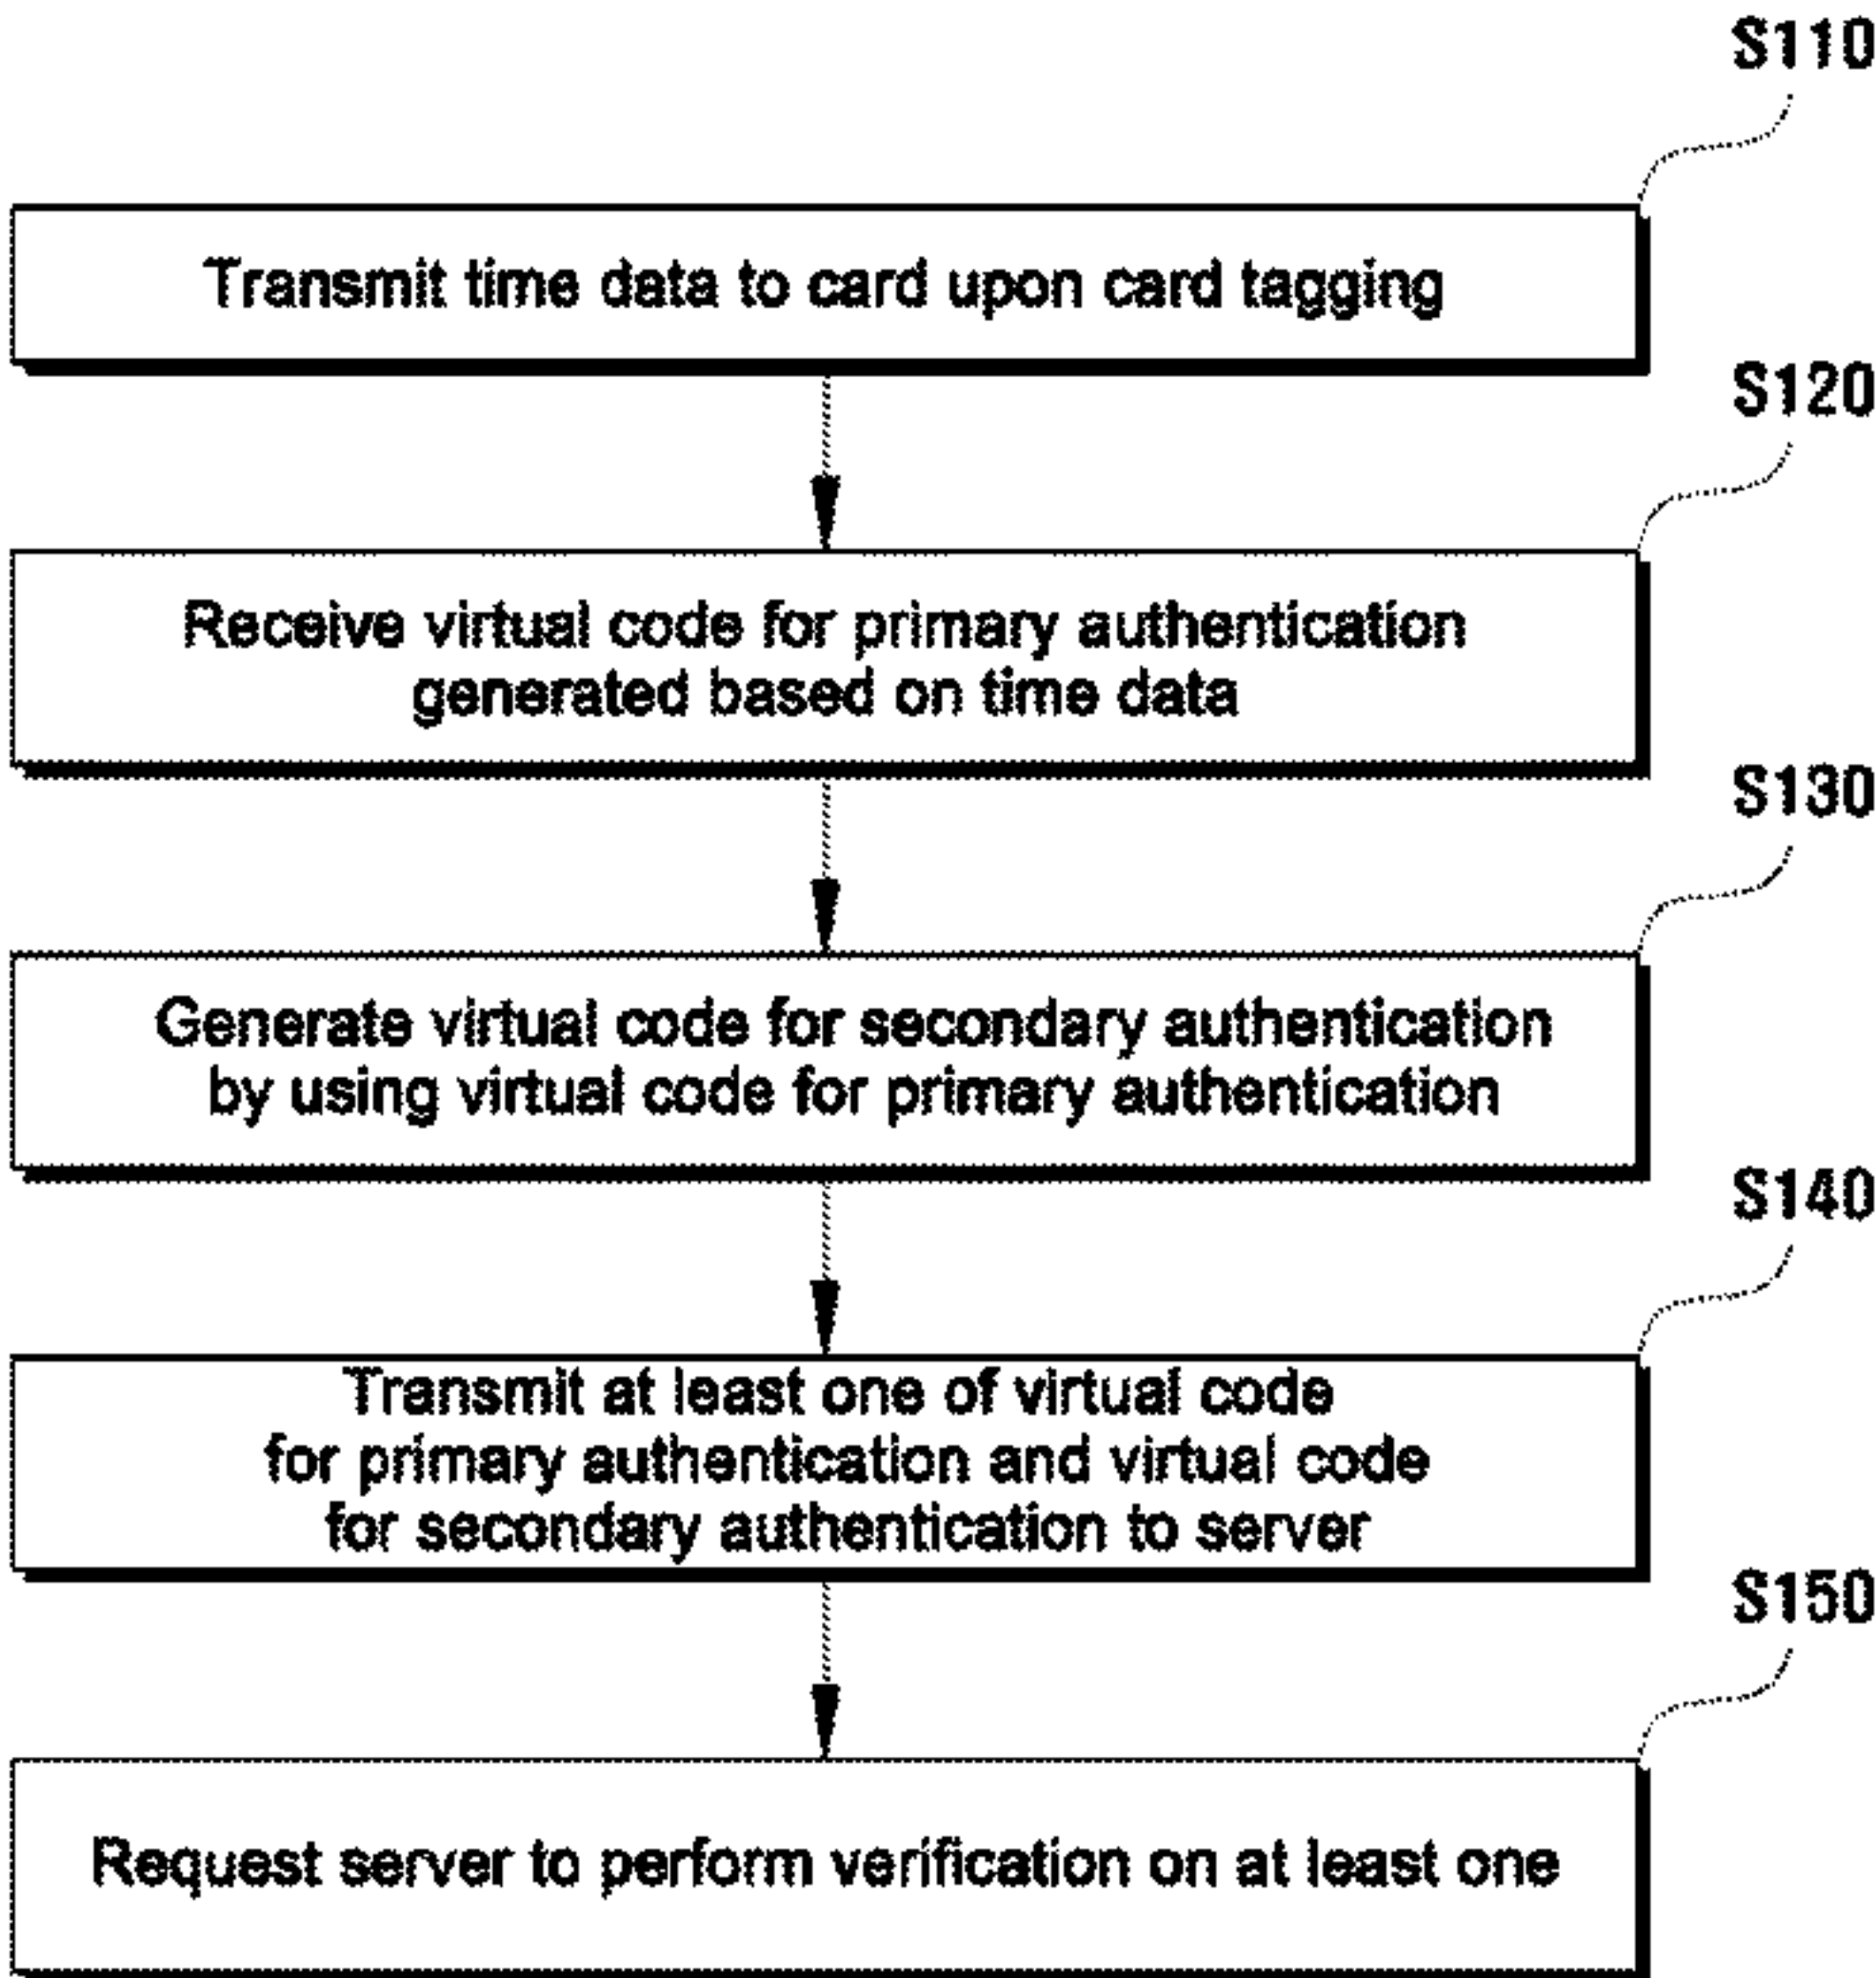 S110
Transmit time data to card upon card tagging
S120
Receive virtual code for primary authentication
generated based on time data
S130
Generate virtual code for secondary authentication
by using virtual code for primary authentication
S140
Transmit at least one of virtual code
for primary authentication and virtual code
for secondary authentication to server
S150
Request server to perform verification on at least one